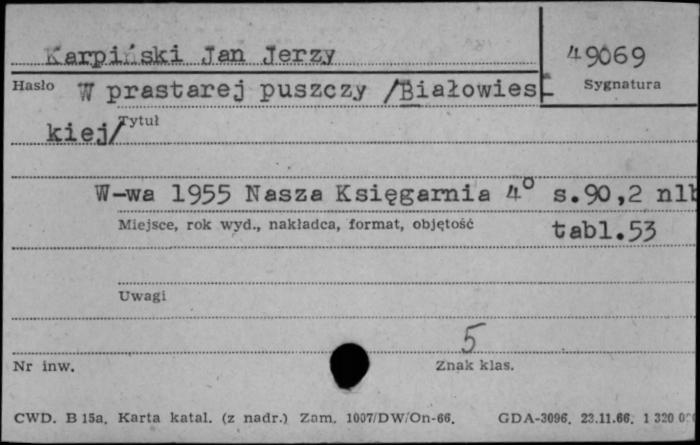 Karpiński Jan Jerzy
49069
Hasło
Sygnatura
W prastarej puszczy /Białowies
kiej/
Tytuł
W-wa 1955 Nasza Księgarnia 4° s.90,2 nlb
Miejsce, rok wyd., nakładca, format, objętość
tabl.53
Uwagi
5
Nr inw.
Znak klas.
CWD. B 15a. Karta katal. (z nadr.) Zam. 1007/DW/On-66. GDA-3096. 23.11.66. 1 320